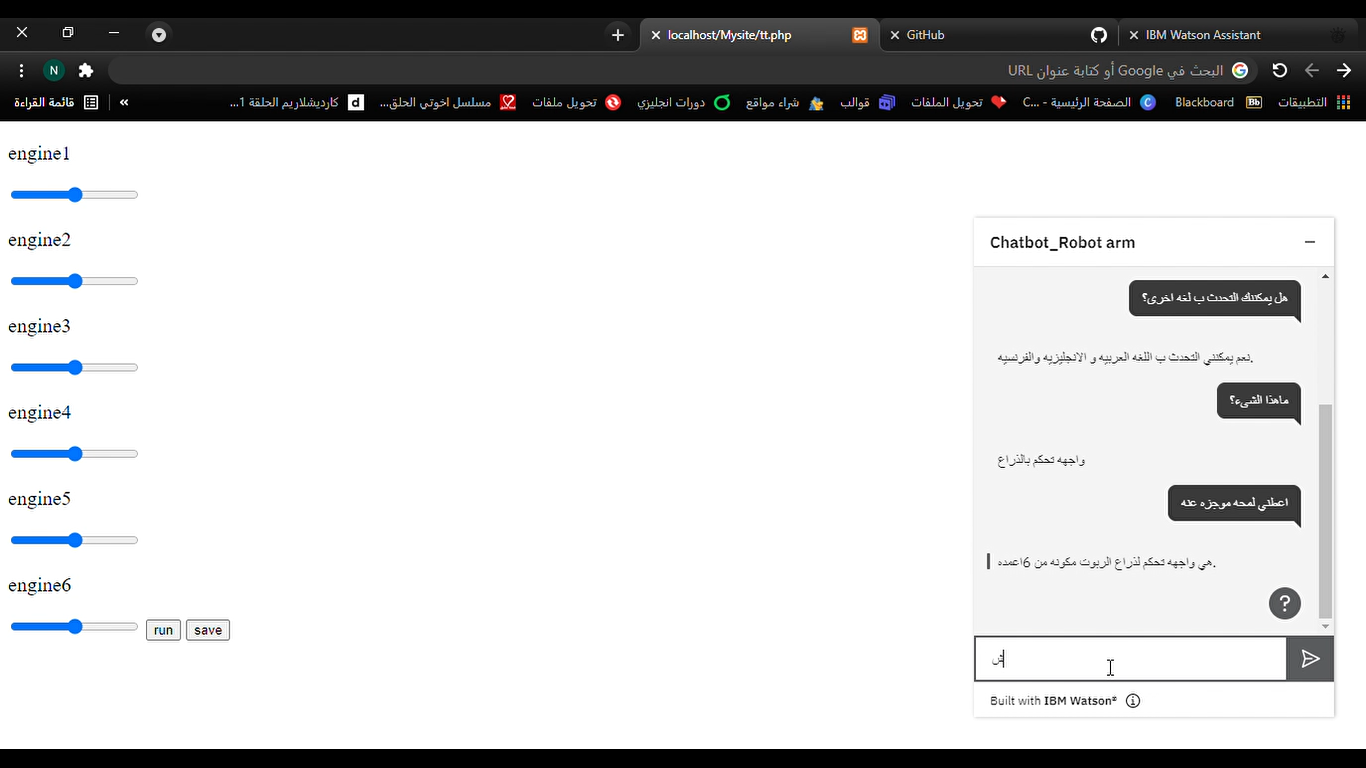 localhost/Mysite/tt.php
GitHub
IBM Watson Assistant
N
البحث في Google أو كتابة عنوان URL
التطبيقات
Bb Blackboard
C الصفحة الرئيسية - C...
تحويل الملفات
قوالب
شراء مواقع
دورات انجليزي
تحويل ملفات
مسلسل اخوتي الحلق...
d كارديشلاريم الحلقة 1...
»
قائمة القراءة
engine1
engine2
engine3
engine4
engine5
engine6
run save
Chatbot_Robot arm
هل يمكنك التحدث ب لغه اخرى؟
نعم يمكنني التحدث ب اللغه العربيه و الانجليزيه والفرنسيه.
ماهذا الشيء؟
واجهه تحكم بالذراع
اعطني لمحه موجزه عنه
هي واجهه تحكم لذراع الربوت مكونه من 6اعمده.
?
ش
Built with IBM Watson®